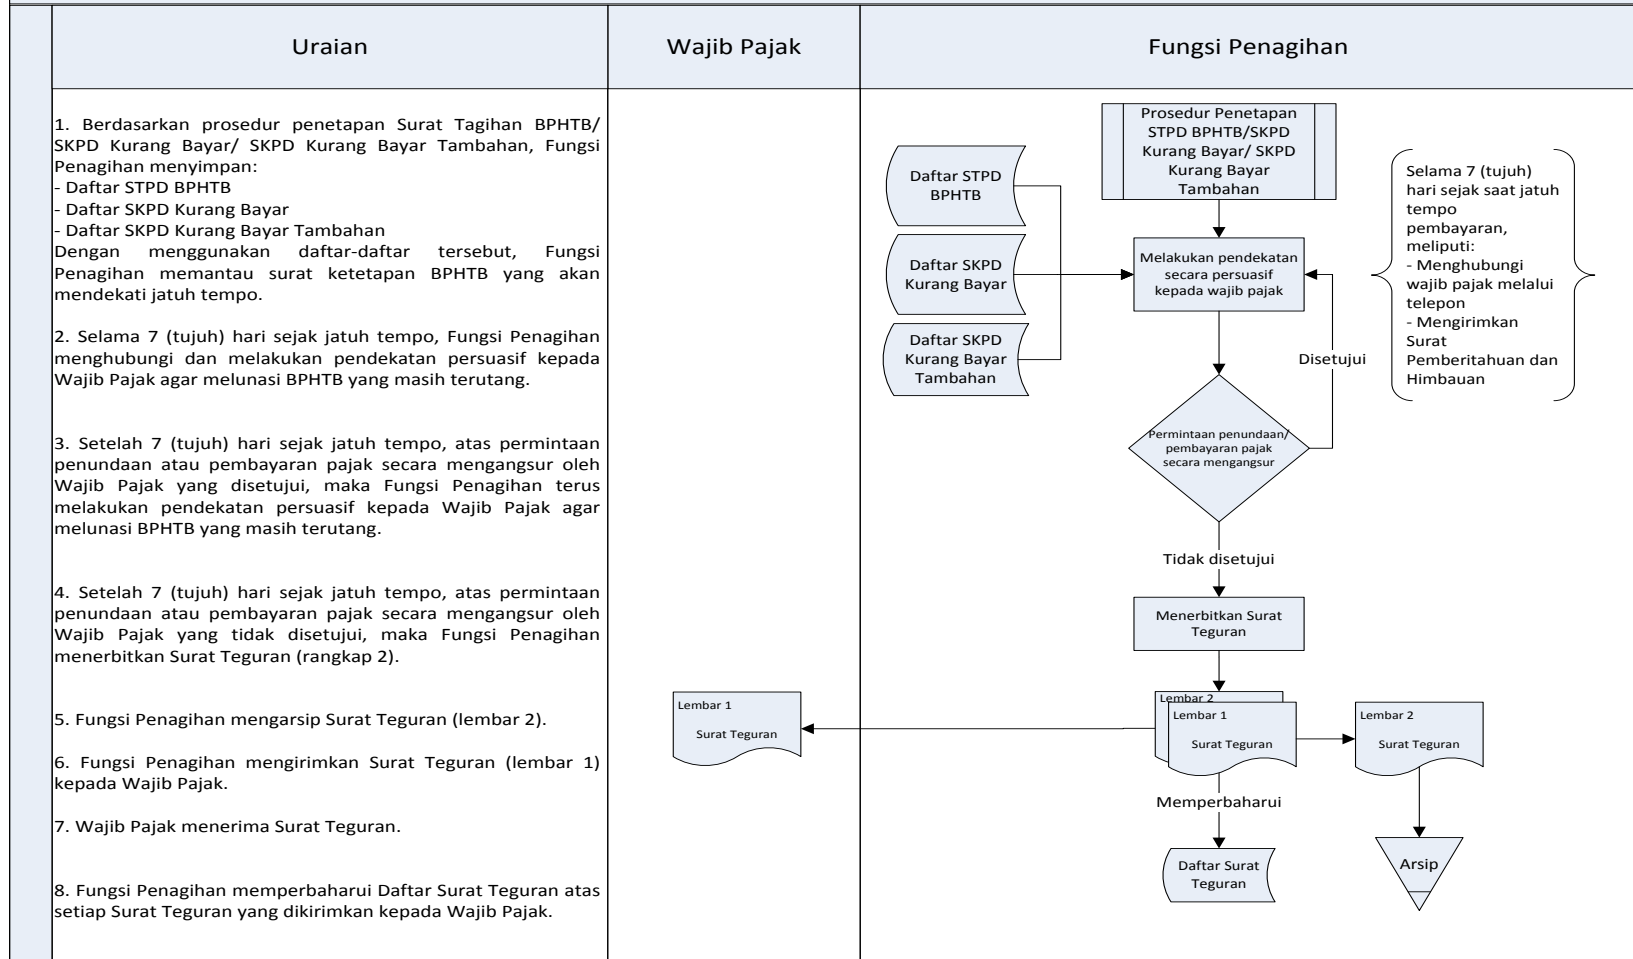 Uraian
Wajib Pajak
Fungsi Penagihan
1. Berdasarkan prosedur penetapan Surat Tagihan BPHTB/
SKPD Kurang Bayar/ SKPD Kurang Bayar Tambahan, Fungsi
Penagihan menyimpan:
- Daftar STPD BPHTB
- Daftar SKPD Kurang Bayar
- Daftar SKPD Kurang Bayar Tambahan
Dengan menggunakan daftar-daftar tersebut, Fungsi
Penagihan memantau surat ketetapan BPHTB yang akan
mendekati jatuh tempo.
2. Selama 7 (tujuh) hari sejak jatuh tempo, Fungsi Penagihan
menghubungi dan melakukan pendekatan persuasif kepada
Wajib Pajak agar melunasi BPHTB yang masih terutang.
3. Setelah 7 (tujuh) hari sejak jatuh tempo, atas permintaan
penundaan atau pembayaran pajak secara mengangsur oleh
Wajib Pajak yang disetujui, maka Fungsi Penagihan terus
melakukan pendekatan persuasif kepada Wajib Pajak agar
melunasi BPHTB yang masih terutang.
4. Setelah 7 (tujuh) hari sejak jatuh tempo, atas permintaan
penundaan atau pembayaran pajak secara mengangsur oleh
Wajib Pajak yang tidak disetujui, maka Fungsi Penagihan
menerbitkan Surat Teguran (rangkap 2).
5. Fungsi Penagihan mengarsip Surat Teguran (lembar 2).
6. Fungsi Penagihan mengirimkan Surat Teguran (lembar 1)
kepada Wajib Pajak.
7. Wajib Pajak menerima Surat Teguran.
8. Fungsi Penagihan memperbaharui Daftar Surat Teguran atas
setiap Surat Teguran yang dikirimkan kepada Wajib Pajak.
Lembar 1
Surat Teguran
Prosedur Penetapan
STPD BPHTB/SKPD
Kurang Bayar/ SKPD
Kurang Bayar
Tambahan
Daftar STPD
BPHTB
Daftar SKPD
Kurang Bayar
Daftar SKPD
Kurang Bayar
Tambahan
Melakukan pendekatan
secara persuasif
kepada wajib pajak
Selama 7 (tujuh)
hari sejak saat jatuh
tempo
pembayaran,
meliputi:
- Menghubungi
wajib pajak melalui
telepon
- Mengirimkan
Surat
Pemberitahuan dan
Himbauan
Disetujui
Permintaan penundaan/
pembayaran pajak
secara mengangsur
Tidak disetujui
Menerbitkan Surat
Teguran
Lembar 2
Lembar 1
Surat Teguran
Lembar 2
Surat Teguran
Memperbaharui
Daftar Surat
Teguran
Arsip